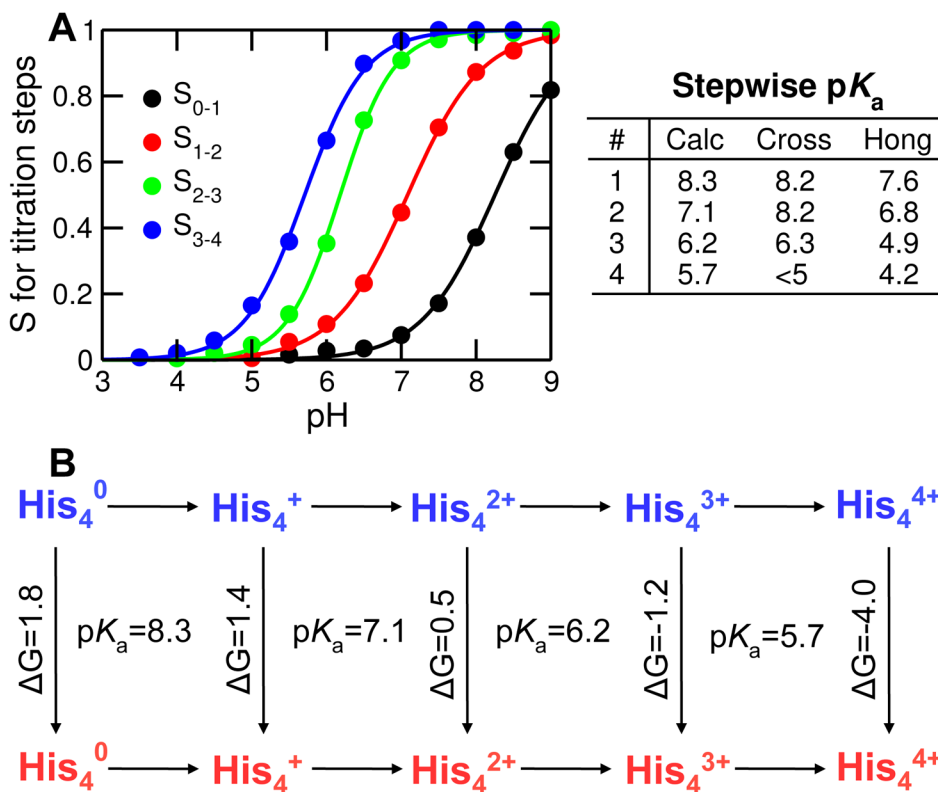 A
S for titration steps
1
0.8
0.6
0.4
0.2
0
S0-1
S1-2
S2-3
S3-4
3 4 5 6 7 8 9
pH
Stepwise pKa
# Calc Cross Hong
1 8.3 8.2 7.6
2 7.1 8.2 6.8
3 6.2 6.3 4.9
4 5.7 <5 4.2
B
His4 0 His4 + His4 2+ His4 3+ His4 4+
ΔG=1.8 pKa=8.3 ΔG=1.4 pKa=7.1 ΔG=0.5 pKa=6.2 ΔG=-1.2 pKa=5.7 ΔG=-4.0
His4 0 His4 + His4 2+ His4 3+ His4 4+